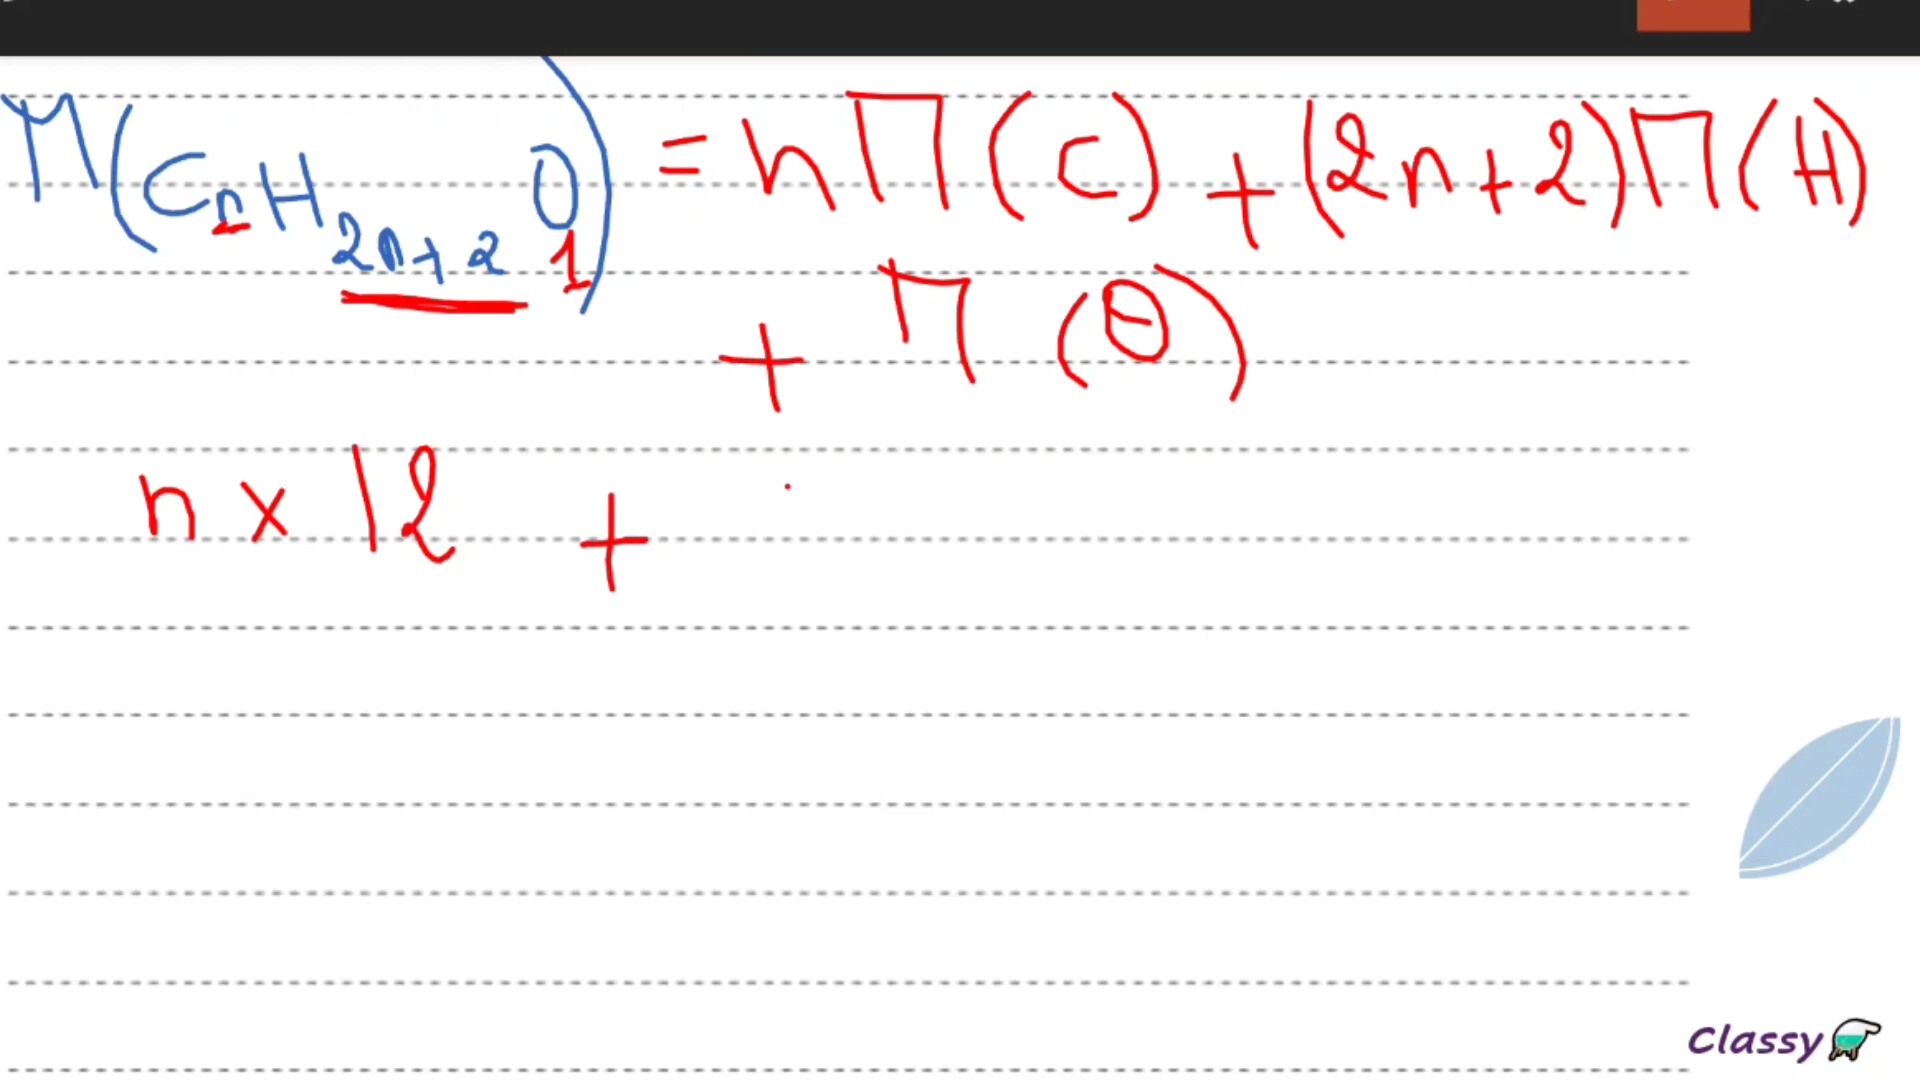 M(CnH2n+2O1) = nM(C) + (2n+2)M(H)
+ M(O)
n x 12 +
Classy